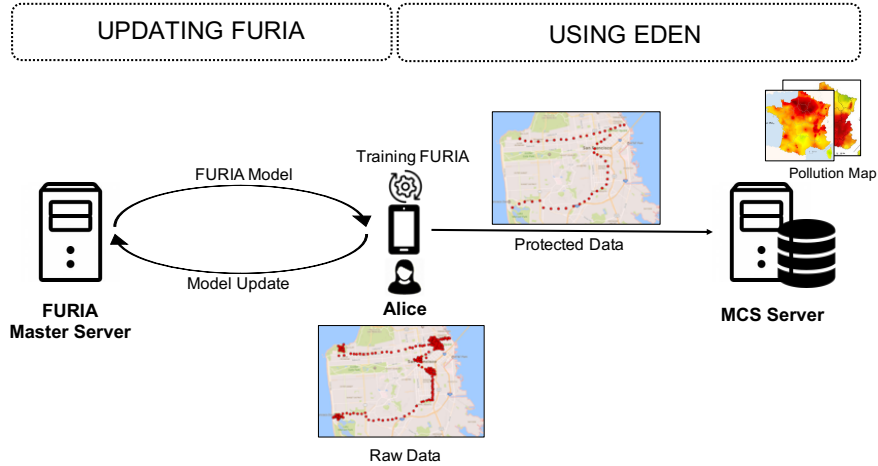 UPDATING FURIA
USING EDEN
FURIA Model
Training FURIA
Pollution Map
Protected Data
Model Update
FURIA
Master Server
Alice
MCS Server
Raw Data